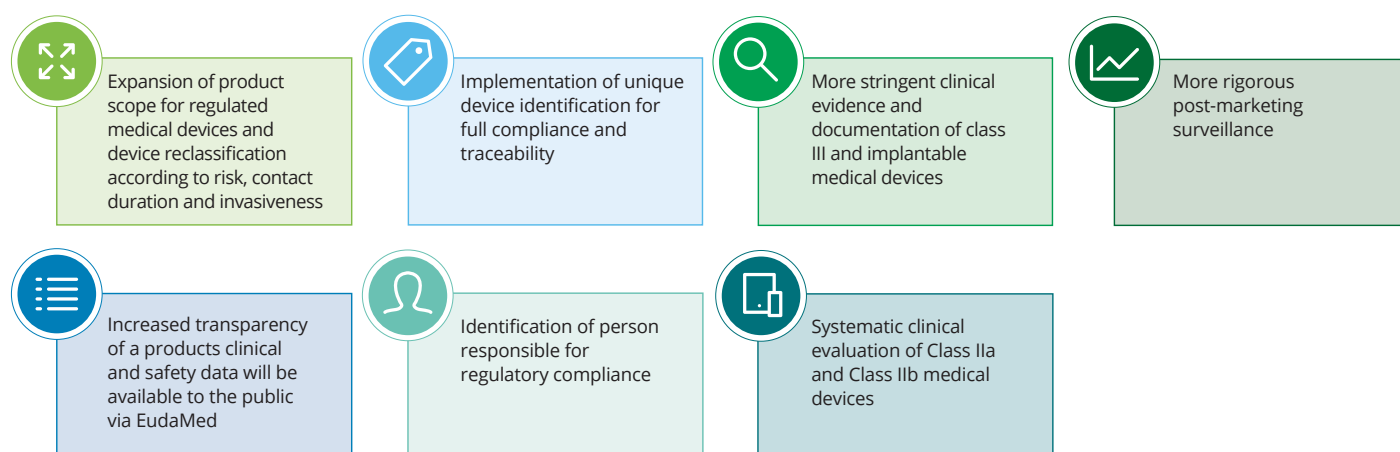 Expansion of product
scope for regulated
medical devices and
device reclassification
according to risk, contact
duration and invasiveness
Implementation of unique
device identification for
full compliance and
traceability
More stringent clinical
evidence and
documentation of class
III and implantable
medical devices
More rigorous
post-marketing
surveillance
Increased transparency
of a products clinical
and safety data will be
available to the public
via EudaMed
Identification of person
responsible for
regulatory compliance
Systematic clinical
evaluation of Class IIa
and Class IIb medical
devices